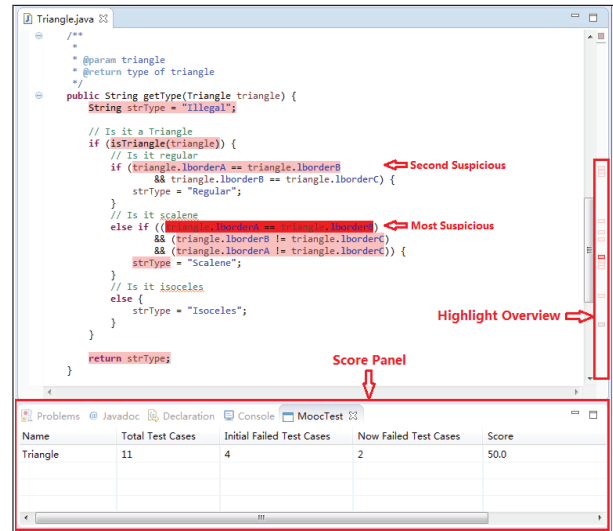 Triangle.java
/**
*
* @param triangle
* @return type of triangle
*/
public String getType(Triangle triangle) {
String strType = "Illegal";
// Is it a Triangle
if (isTriangle(triangle)) {
// Is it regular
if (triangle.lborderA == triangle.lborderB
Second Suspicious
&& triangle.lborderB == triangle.lborderC) {
strType = "Regular";
}
// Is it scalene
else if ((triangle.lborderA == triangle.lborderB)
Most Suspicious
&& (triangle.lborderB != triangle.lborderC)
&& (triangle.lborderA != triangle.lborderC)) {
strType = "Scalene";
}
// Is it isoceles
else {
strType = "Isoceles";
}
}
Highlight Overview
return strType;
}
Score Panel
Problems @ Javadoc Declaration Console MoocTest
Name Total Test Cases Initial Failed Test Cases Now Failed Test Cases Score
Triangle 11 4 2 50.0